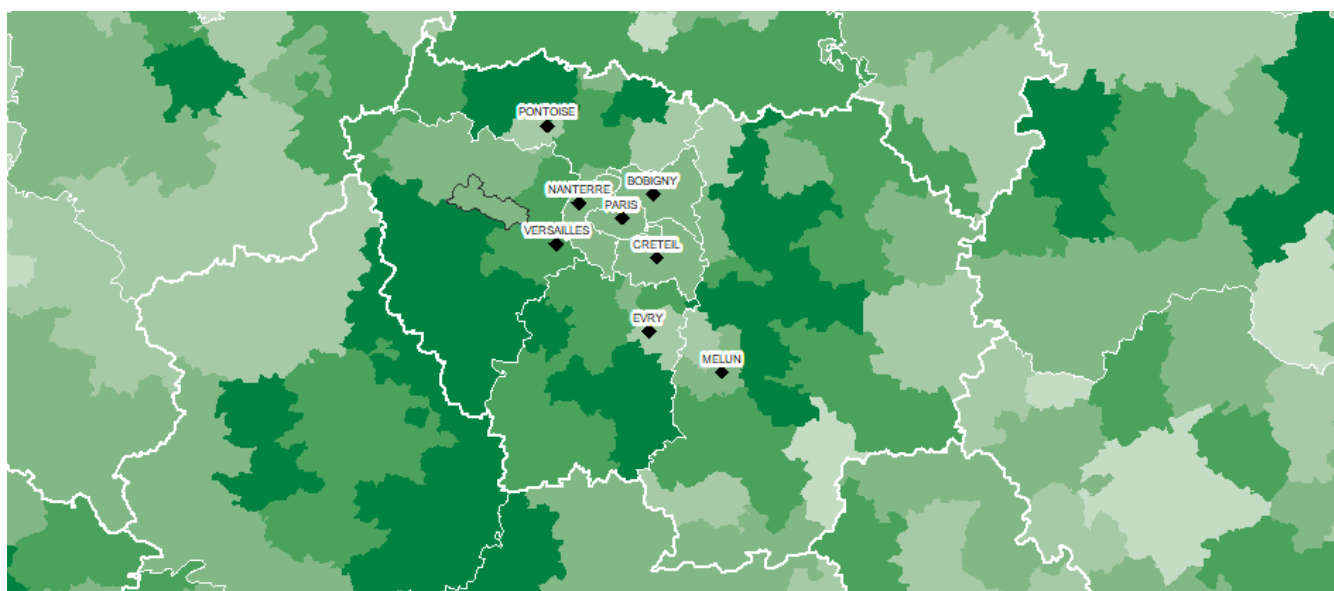 PONTOISE
NANTERRE
BOBIGNY
PARIS
VERSAILLES
CRETEIL
EVRY
MELUN